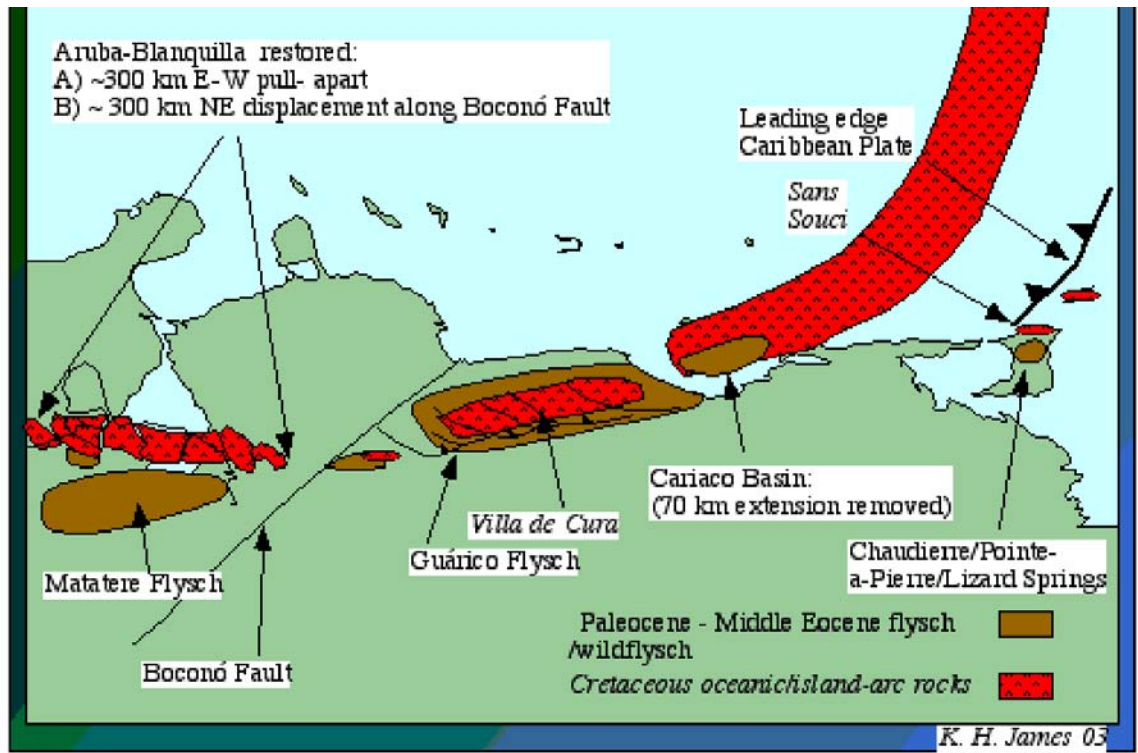 Aruba-Blanquilla restored:
A) ~300 km E-W pull- apart
B) ~ 300 km NE displacement along Boconó Fault
Leading edge
Caribbean Plate
Sans
Souci
Cariaco Basin:
(70 km extension removed)
Villa de Cura
Guárico Flysch
Matatere Flysch
Chaudierre/Pointe-
a-Pierre/Lizard Springs
Boconó Fault
Paleocene - Middle Eocene flysch
/wildflysch
Cretaceous oceanic/island-arc rocks
K. H. James 03